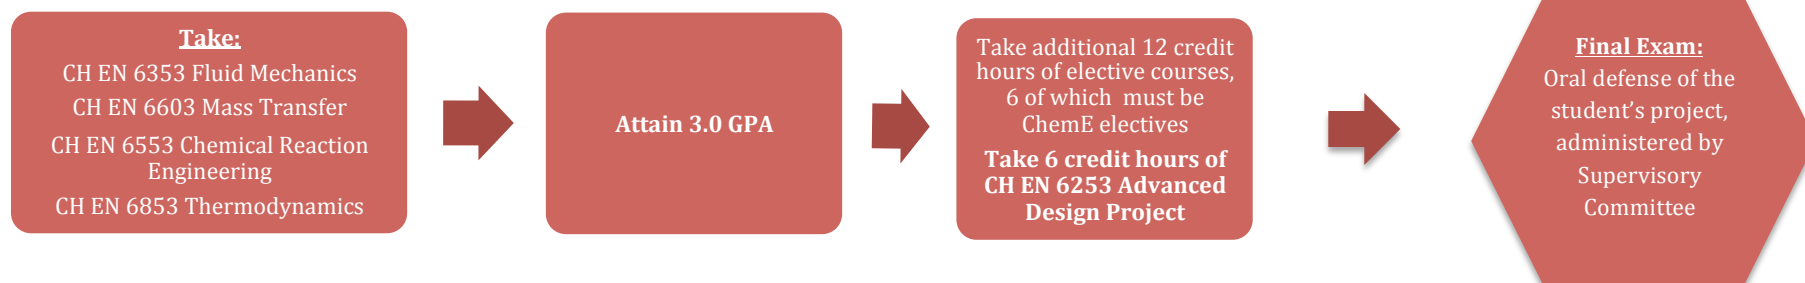 Take:
CH EN 6353 Fluid Mechanics
CH EN 6603 Mass Transfer
CH EN 6553 Chemical Reaction
Engineering
CH EN 6853 Thermodynamics
Attain 3.0 GPA
Take additional 12 credit
hours of elective courses,
6 of which must be
ChemE electives
Take 6 credit hours of
CH EN 6253 Advanced
Design Project
Final Exam:
Oral defense of the
student’s project,
administered by
Supervisory
Committee